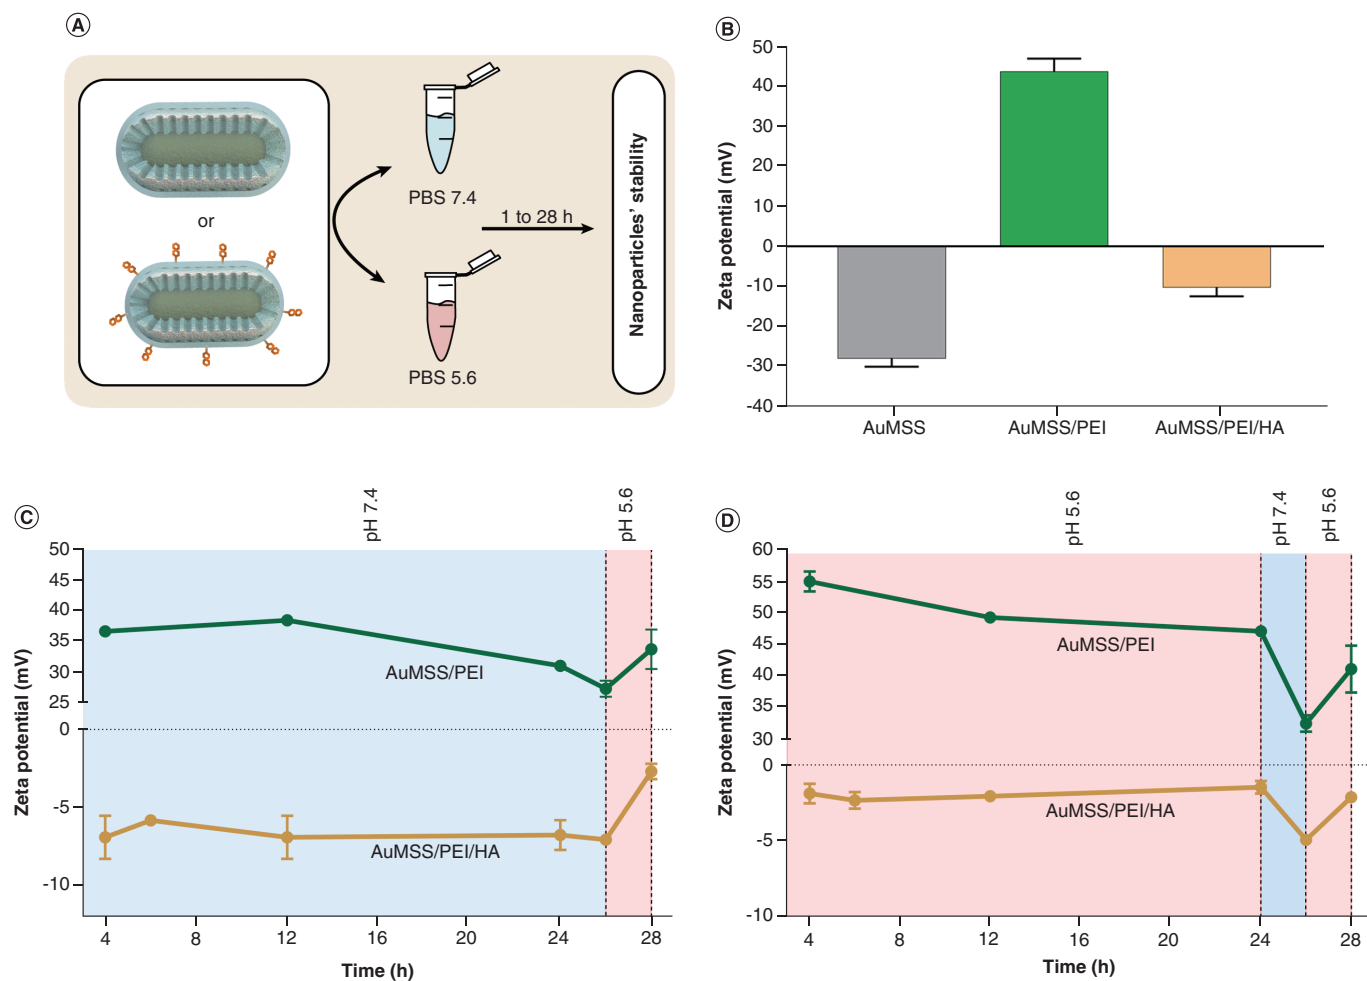 A
or
PBS 7.4
PBS 5.6
1 to 28 h
Nanoparticles' stability
B
Zeta potential (mV)
50
40
30
20
10
0
-10
-20
-30
-40
AuMSS
AuMSS/PEI
AuMSS/PEI/HA
C
pH 7.4
pH 5.6
Zeta potential (mV)
50
45
40
35
30
25
0
-5
-10
AuMSS/PEI
AuMSS/PEI/HA
4
8
12
16
20
24
28
Time (h)
D
pH 5.6
pH 7.4
pH 5.6
Zeta potential (mV)
60
55
50
45
40
35
30
0
-5
-10
AuMSS/PEI
AuMSS/PEI/HA
4
8
12
16
20
24
28
Time (h)